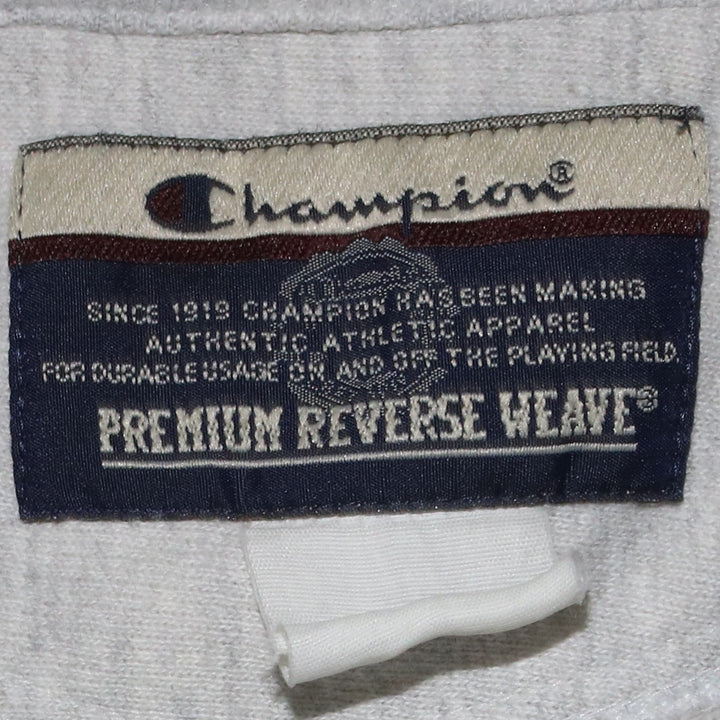 Champion®
SINCE 1919 CHAMPION HAS BEEN MAKING
AUTHENTIC ATHLETIC APPAREL
FOR DURABLE USAGE ON AND OFF THE PLAYING FIELD.
PREMIUM REVERSE WEAVE®